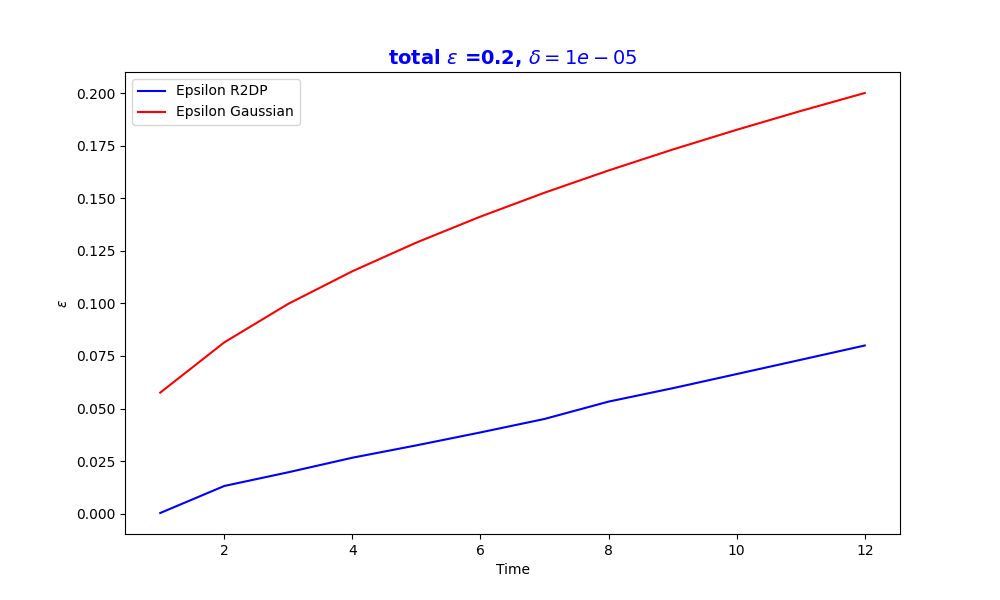 total ε =0.2, δ = 1e − 05
Epsilon R2DP
Epsilon Gaussian
0.200
0.175
0.150
0.125
0.100
0.075
0.050
0.025
0.000
ε
2 4 6 8 10 12
Time